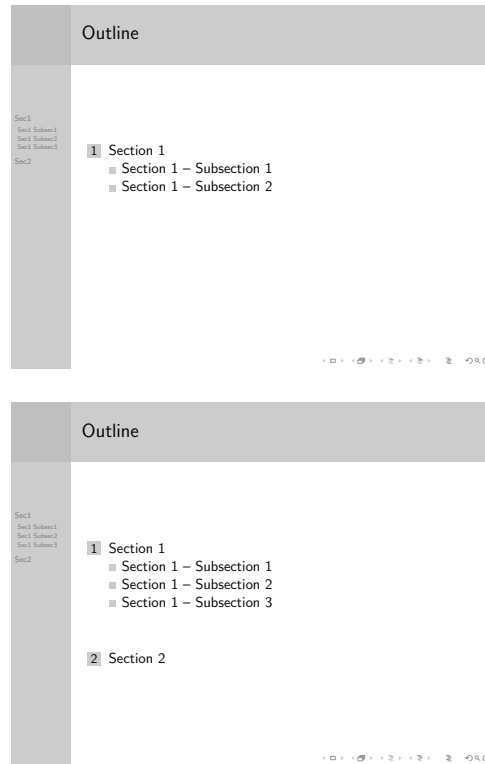 Outline
Sec1
Sec1 Subsec1
Sec1 Subsec2
Sec1 Subsec3
Sec2
1 Section 1
Section 1 – Subsection 1
Section 1 – Subsection 2
Outline
Sec1
Sec1 Subsec1
Sec1 Subsec2
Sec1 Subsec3
Sec2
1 Section 1
Section 1 – Subsection 1
Section 1 – Subsection 2
Section 1 – Subsection 3
2 Section 2